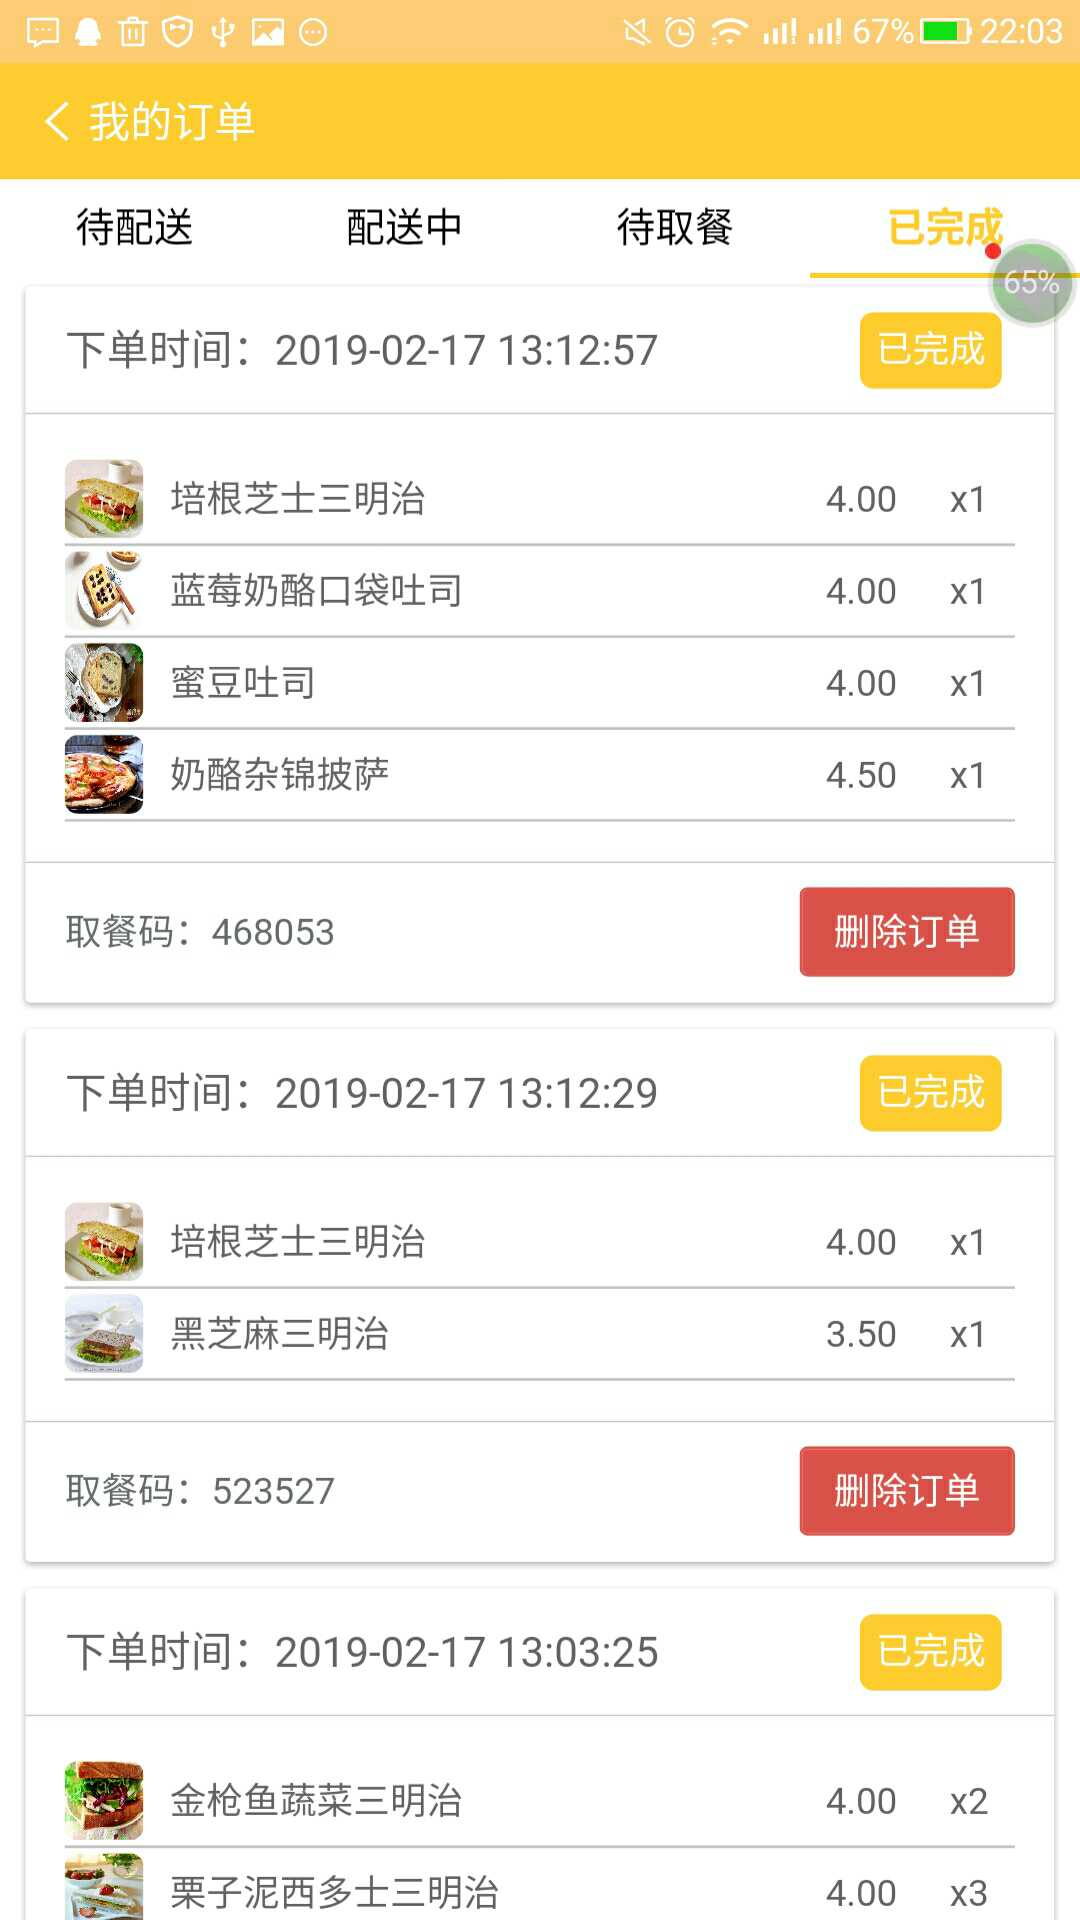 67% 22:03
我的订单
待配送 配送中 待取餐 已完成
65%
下单时间：2019-02-17 13:12:57 已完成
培根芝士三明治 4.00 x1
蓝莓奶酪口袋吐司 4.00 x1
蜜豆吐司 4.00 x1
奶酪杂锦披萨 4.50 x1
取餐码：468053 删除订单
下单时间：2019-02-17 13:12:29 已完成
培根芝士三明治 4.00 x1
黑芝麻三明治 3.50 x1
取餐码：523527 删除订单
下单时间：2019-02-17 13:03:25 已完成
金枪鱼蔬菜三明治 4.00 x2
栗子泥西多士三明治 4.00 x3